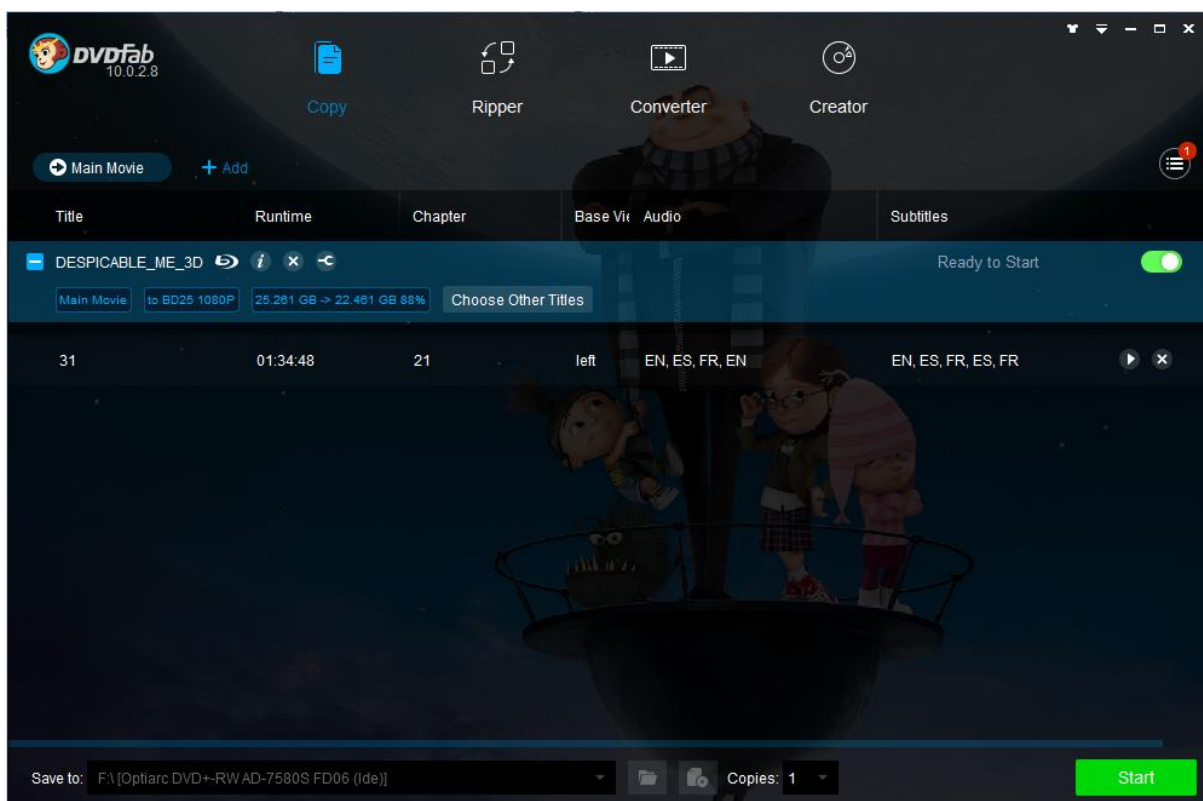 DVDFab
10.0.2.8
Copy
Ripper
Converter
Creator
Main Movie
+ Add
1
Title Runtime Chapter Base Vie Audio Subtitles
DESPICABLE_ME_3D i Ready to Start
Main Movie to BD25 1080P 25.261 GB -> 22.461 GB 88% Choose Other Titles
31 01:34:48 21 left EN, ES, FR, EN EN, ES, FR, ES, FR
Save to: F:\ [Optiarc DVD+-RW AD-7580S FD06 (Ide)] Copies: 1 Start